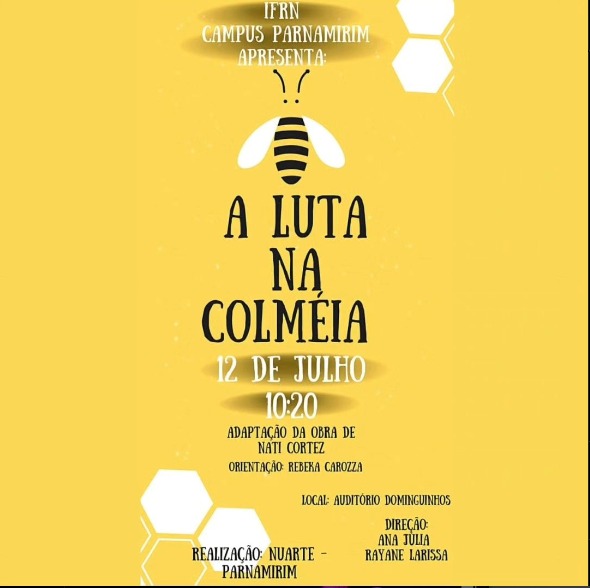 IFRN
CAMPUS PARNAMIRIM
APRESENTA:
A LUTA
NA
COLMÉIA
12 DE JULHO
10:20
ADAPTAÇÃO DA OBRA DE
NATI CORTEZ
ORIENTAÇÃO: REBEKA CAROZZA
LOCAL: AUDITÓRIO DOMINGUINHOS
DIREÇÃO:
ANA JÚLIA
RAYANE LARISSA
REALIZAÇÃO: NUARTE -
PARNAMIRIM